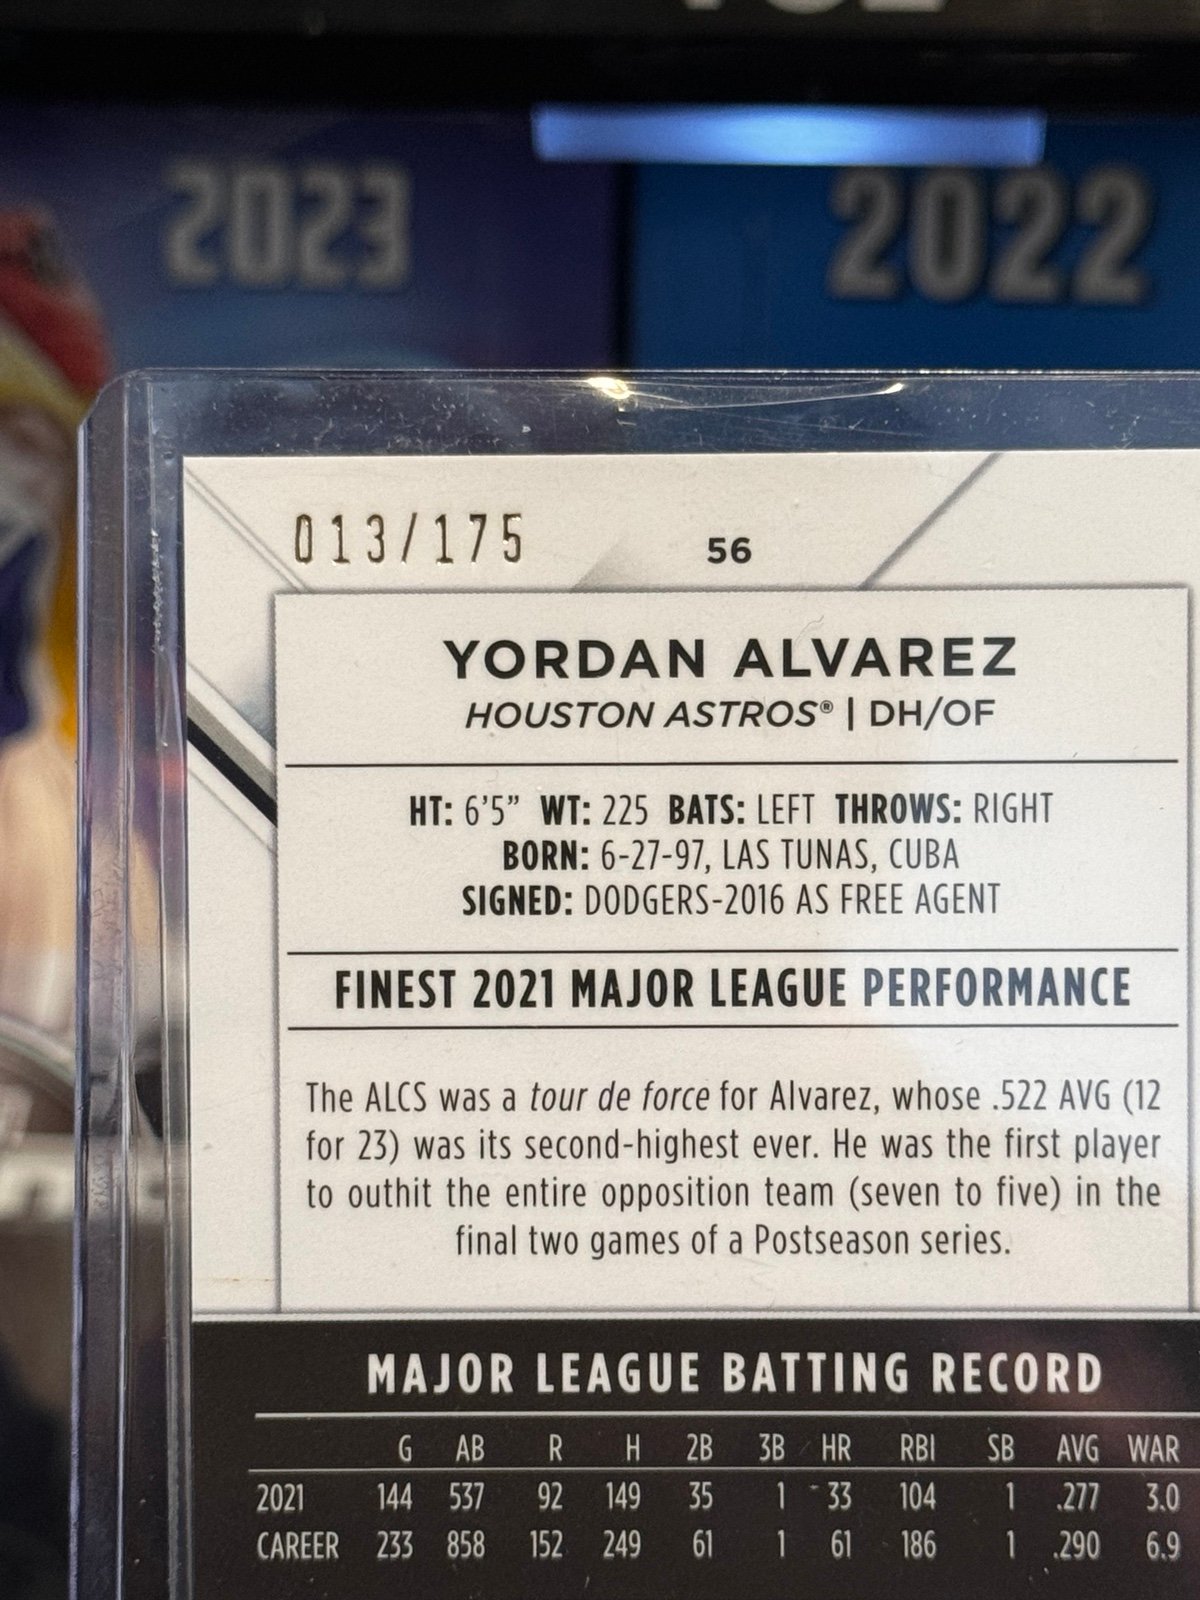 2023
2022
013/175
56
YORDAN ALVAREZ
HOUSTON ASTROS® | DH/OF
HT: 6'5” WT: 225 BATS: LEFT THROWS: RIGHT
BORN: 6-27-97, LAS TUNAS, CUBA
SIGNED: DODGERS-2016 AS FREE AGENT
FINEST 2021 MAJOR LEAGUE PERFORMANCE
The ALCS was a tour de force for Alvarez, whose .522 AVG (12
for 23) was its second-highest ever. He was the first player
to outhit the entire opposition team (seven to five) in the
final two games of a Postseason series.
MAJOR LEAGUE BATTING RECORD
G AB R H 2B 3B HR RBI SB AVG WAR
2021 144 537 92 149 35 1 33 104 1 .277 3.0
CAREER 233 858 152 249 61 1 61 186 1 .290 6.9